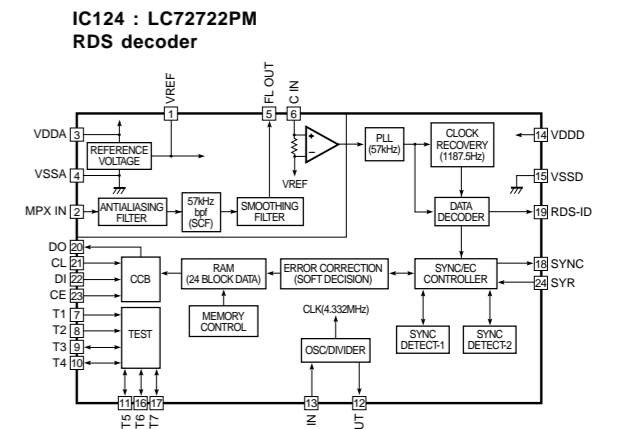 IC124 : LC72722PM
RDS decoder
VREF
FL OUT
C IN
1
5
6
VDDA 3
REFERENCE
VOLTAGE
VSSA 4
MPX IN 2
ANTIALIASING
FILTER
57kHz
bpf
(SCF)
SMOOTHING
FILTER
+
–
VREF
PLL
(57kHz)
CLOCK
RECOVERY
(1187.5Hz)
DATA
DECODER
14 VDDD
15 VSSD
19 RDS-ID
DO 20
CL 21
DI 22
CE 23
CCB
RAM
(24 BLOCK DATA)
ERROR CORRECTION
(SOFT DECISION)
SYNC/EC
CONTROLLER
18 SYNC
24 SYR
T1 7
T2 8
T3 9
T4 10
TEST
MEMORY
CONTROL
CLK(4.332MHz)
OSC/DIVIDER
SYNC
DETECT-1
SYNC
DETECT-2
11
16
17
13
12
T5
T6
T7
IN
UT